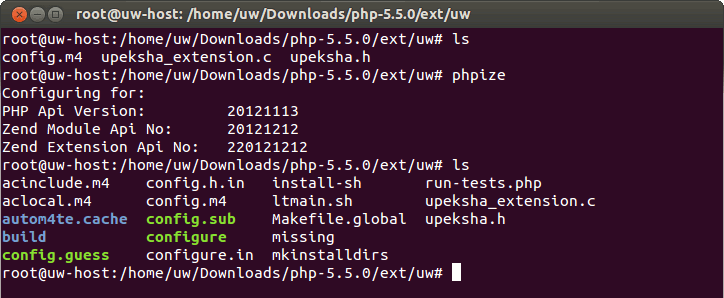 root@uw-host: /home/uw/Downloads/php-5.5.0/ext/uw
root@uw-host:/home/uw/Downloads/php-5.5.0/ext/uw# ls
config.m4  upeksha_extension.c  upeksha.h
root@uw-host:/home/uw/Downloads/php-5.5.0/ext/uw# phpize
Configuring for:
PHP Api Version:         20121113
Zend Module Api No:      20121212
Zend Extension Api No:   220121212
root@uw-host:/home/uw/Downloads/php-5.5.0/ext/uw# ls
acinclude.m4    config.h.in   install-sh       run-tests.php
aclocal.m4      config.m4     ltmain.sh        upeksha_extension.c
autom4te.cache  config.sub    Makefile.global  upeksha.h
build           configure     missing
config.guess    configure.in  mkinstalldirs
root@uw-host:/home/uw/Downloads/php-5.5.0/ext/uw#